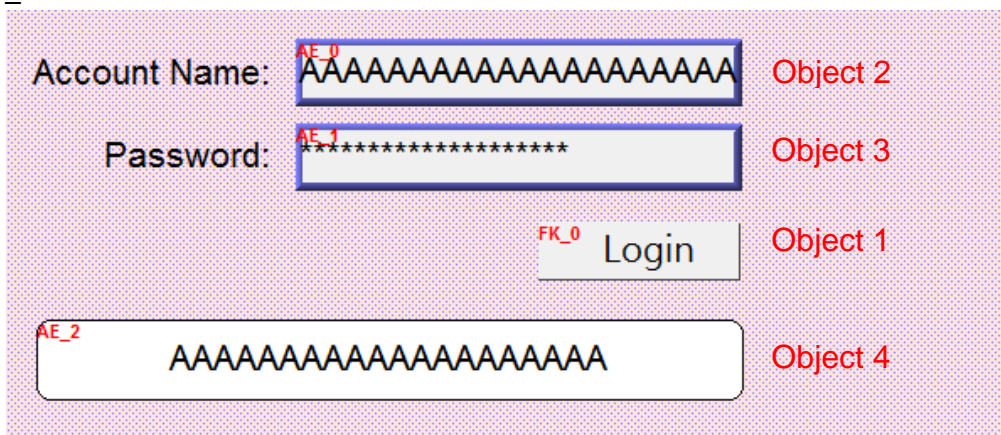 Account Name: AE_0 AAAAAAAAAAAAAAAAAAAA Object 2
Password: AE_1 ******************** Object 3
FK_0 Login Object 1
AE_2 AAAAAAAAAAAAAAAAAAAA Object 4